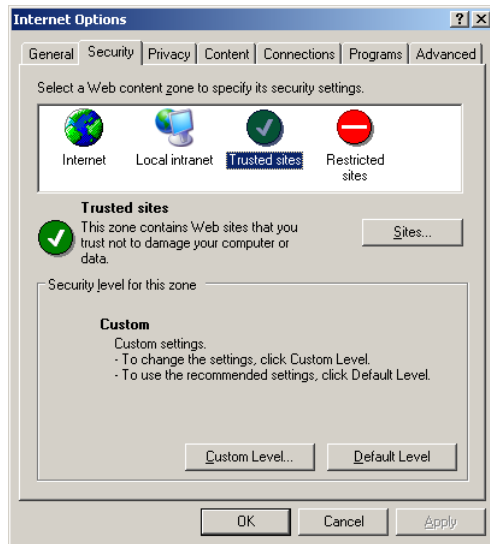 Internet Options
General Security Privacy Content Connections Programs Advanced
Select a Web content zone to specify its security settings.
Internet Local intranet Trusted sites Restricted
sites
Trusted sites
This zone contains Web sites that you
trust not to damage your computer or
data.
Sites...
Security level for this zone
Custom
Custom settings.
- To change the settings, click Custom Level.
- To use the recommended settings, click Default Level.
Custom Level... Default Level
OK Cancel Apply